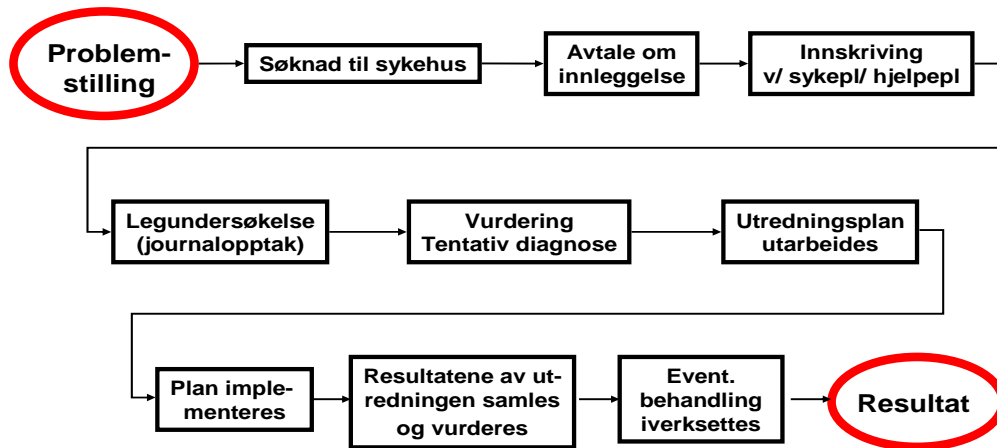 Problem-
stilling
Søknad til sykehus
Avtale om
innleggelse
Innskriving
v/ sykepl/ hjelpepl
Legundersøkelse
(journalopptak)
Vurdering
Tentativ diagnose
Utredningsplan
utarbeides
Plan imple-
menteres
Resultatene av ut-
redningen samles
og vurderes
Event.
behandling
iverksettes
Resultat